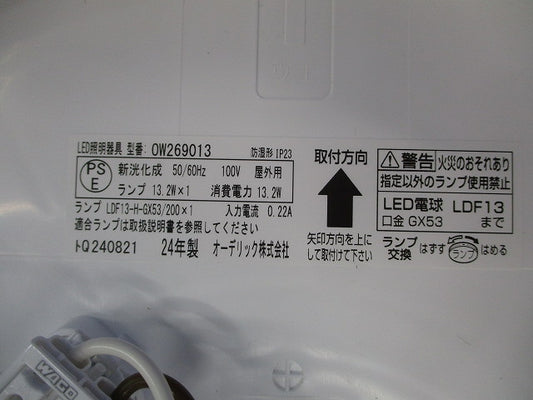 LED照明器具 型番: OW269013
防湿形 IP23
PS E
新洸化成 50/60Hz 100V 屋外用
ランプ 13.2W×1 消費電力 13.2W
ランプ LDF13-H-GX53/200×1 入力電流 0.22A
適合ランプは取扱説明書を参照してください
トQ240821 24年製 オーデリック株式会社
取付方向
矢印方向を上に
して取付けて下さい
警告 火災のおそれあり
指定以外のランプ使用禁止
LED電球 LDF13
口金 GX53 まで
ランプ交換 はずす ランプ はめる
WAGO